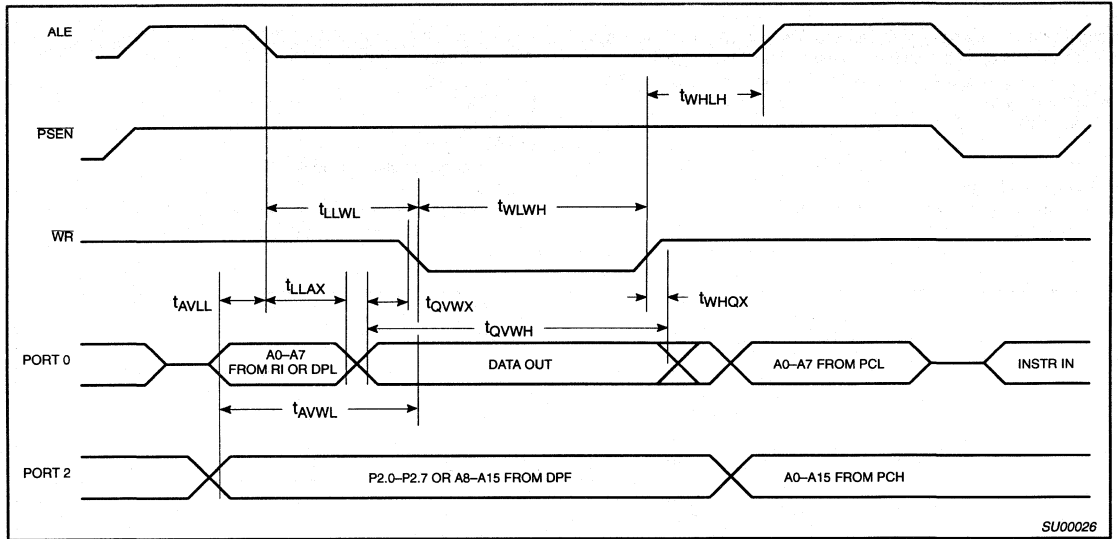 ALE
tWHLH
PSEN
tLLWL
tWLWH
WR
tAVLL
tLLAX
tQVWX
tWHQX
tQVWH
PORT 0
A0–A7
FROM RI OR DPL
DATA OUT
A0–A7 FROM PCL
INSTR IN
tAVWL
PORT 2
P2.0–P2.7 OR A8–A15 FROM DPF
A0–A15 FROM PCH
SU00026